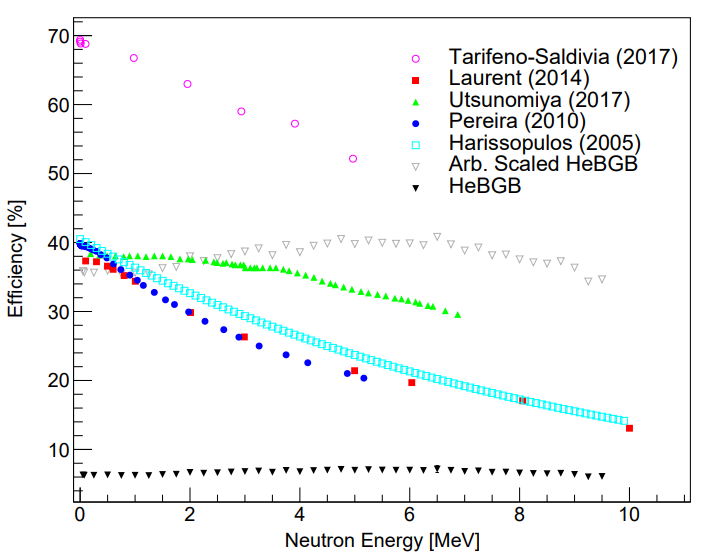 70
60
50
40
30
20
10
Efficiency [%]
Tarifeno-Saldivia (2017)
Laurent (2014)
Utsunomiya (2017)
Pereira (2010)
Harissopulos (2005)
Arb. Scaled HeBGB
HeBGB
0 2 4 6 8 10
Neutron Energy [MeV]